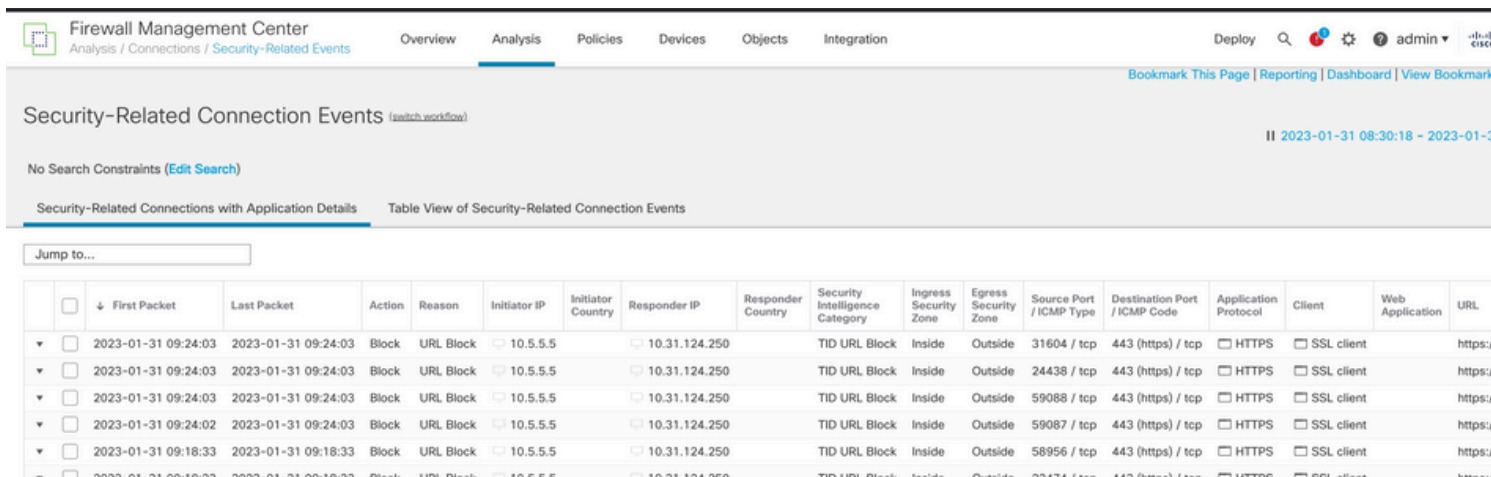 Firewall Management Center
Analysis / Connections / Security-Related Events
Overview Analysis Policies Devices Objects Integration Deploy admin
Bookmark This Page | Reporting | Dashboard | View Bookmark
Security-Related Connection Events (switch workflow)
2023-01-31 08:30:18 - 2023-01-3
No Search Constraints (Edit Search)
Security-Related Connections with Application Details Table View of Security-Related Connection Events
Jump to...
First Packet Last Packet Action Reason Initiator IP Initiator Country Responder IP Responder Country Security Intelligence Category Ingress Security Zone Egress Security Zone Source Port / ICMP Type Destination Port / ICMP Code Application Protocol Client Web Application URL
2023-01-31 09:24:03 2023-01-31 09:24:03 Block URL Block 10.5.5.5 10.31.124.250 TID URL Block Inside Outside 31604 / tcp 443 (https) / tcp HTTPS SSL client https:/
2023-01-31 09:24:03 2023-01-31 09:24:03 Block URL Block 10.5.5.5 10.31.124.250 TID URL Block Inside Outside 24438 / tcp 443 (https) / tcp HTTPS SSL client https:/
2023-01-31 09:24:03 2023-01-31 09:24:03 Block URL Block 10.5.5.5 10.31.124.250 TID URL Block Inside Outside 59088 / tcp 443 (https) / tcp HTTPS SSL client https:/
2023-01-31 09:24:02 2023-01-31 09:24:03 Block URL Block 10.5.5.5 10.31.124.250 TID URL Block Inside Outside 59087 / tcp 443 (https) / tcp HTTPS SSL client https:/
2023-01-31 09:18:33 2023-01-31 09:18:33 Block URL Block 10.5.5.5 10.31.124.250 TID URL Block Inside Outside 58956 / tcp 443 (https) / tcp HTTPS SSL client https:/